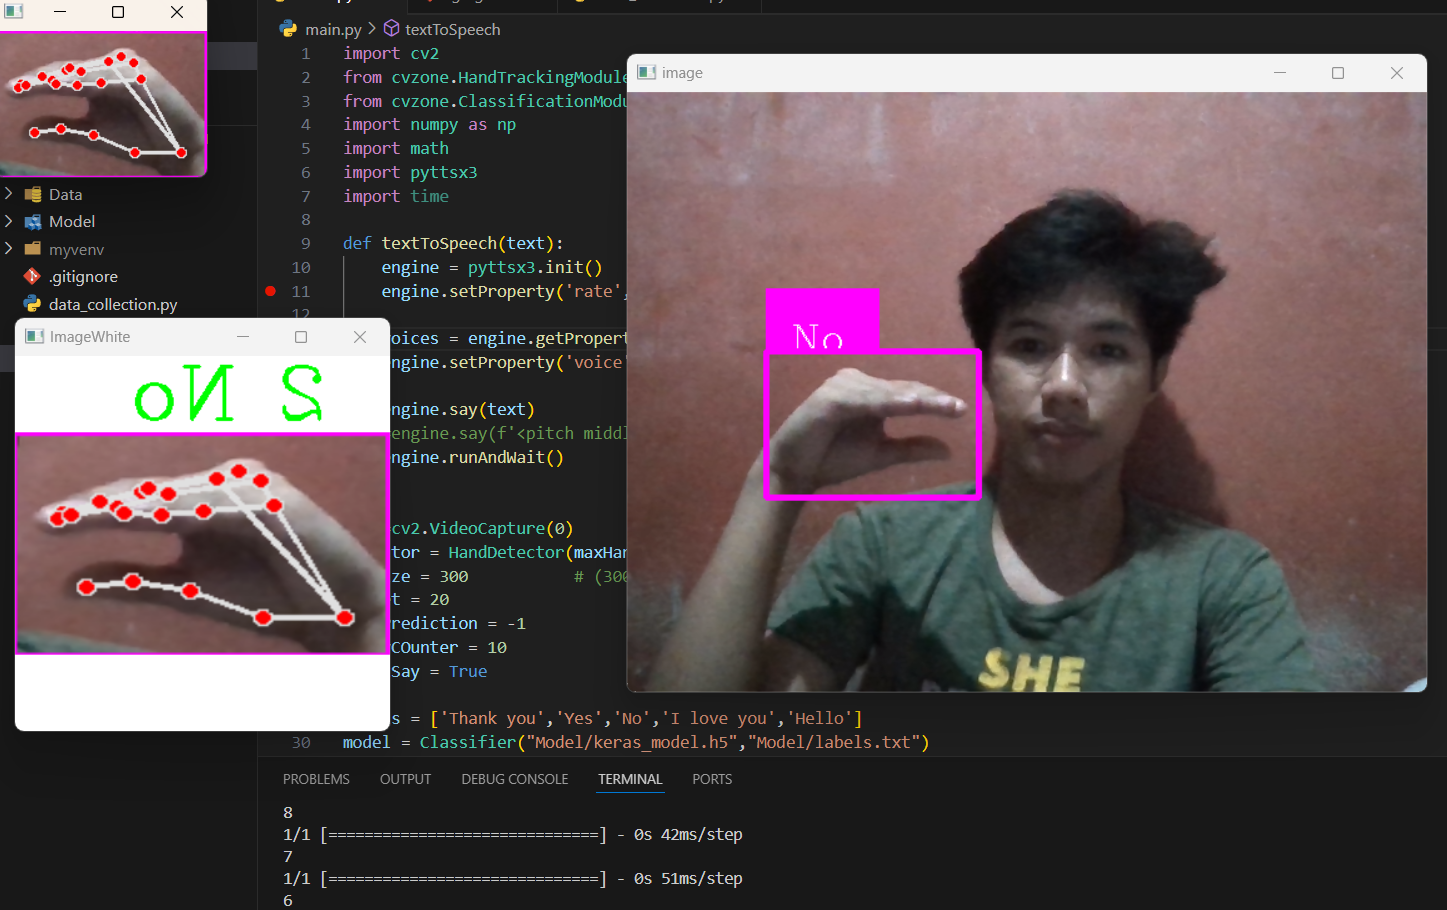 main.py > textToSpeech
1 import cv2
2 from cvzone.HandTrackingModule
3 from cvzone.ClassificationModu
4 import numpy as np
5 import math
6 import pyttsx3
7 import time
8
9 def textToSpeech(text):
10 engine = pyttsx3.init()
11 engine.setProperty('rate',
12
oices = engine.getPropert
ngine.setProperty('voice'
ngine.say(text)
engine.say(f'<pitch middl
ngine.runAndWait()
cv2.VideoCapture(0)
tor = HandDetector(maxHan
ze = 300 # (300
t = 20
rediction = -1
COunter = 10
Say = True
s = ['Thank you','Yes','No','I love you','Hello']
30 model = Classifier("Model/keras_model.h5","Model/labels.txt")
Data
Model
myvenv
.gitignore
data_collection.py
ImageWhite
2 No
image
No
SHE
PROBLEMS OUTPUT DEBUG CONSOLE TERMINAL PORTS
8
1/1 [==============================] - 0s 42ms/step
7
1/1 [==============================] - 0s 51ms/step
6